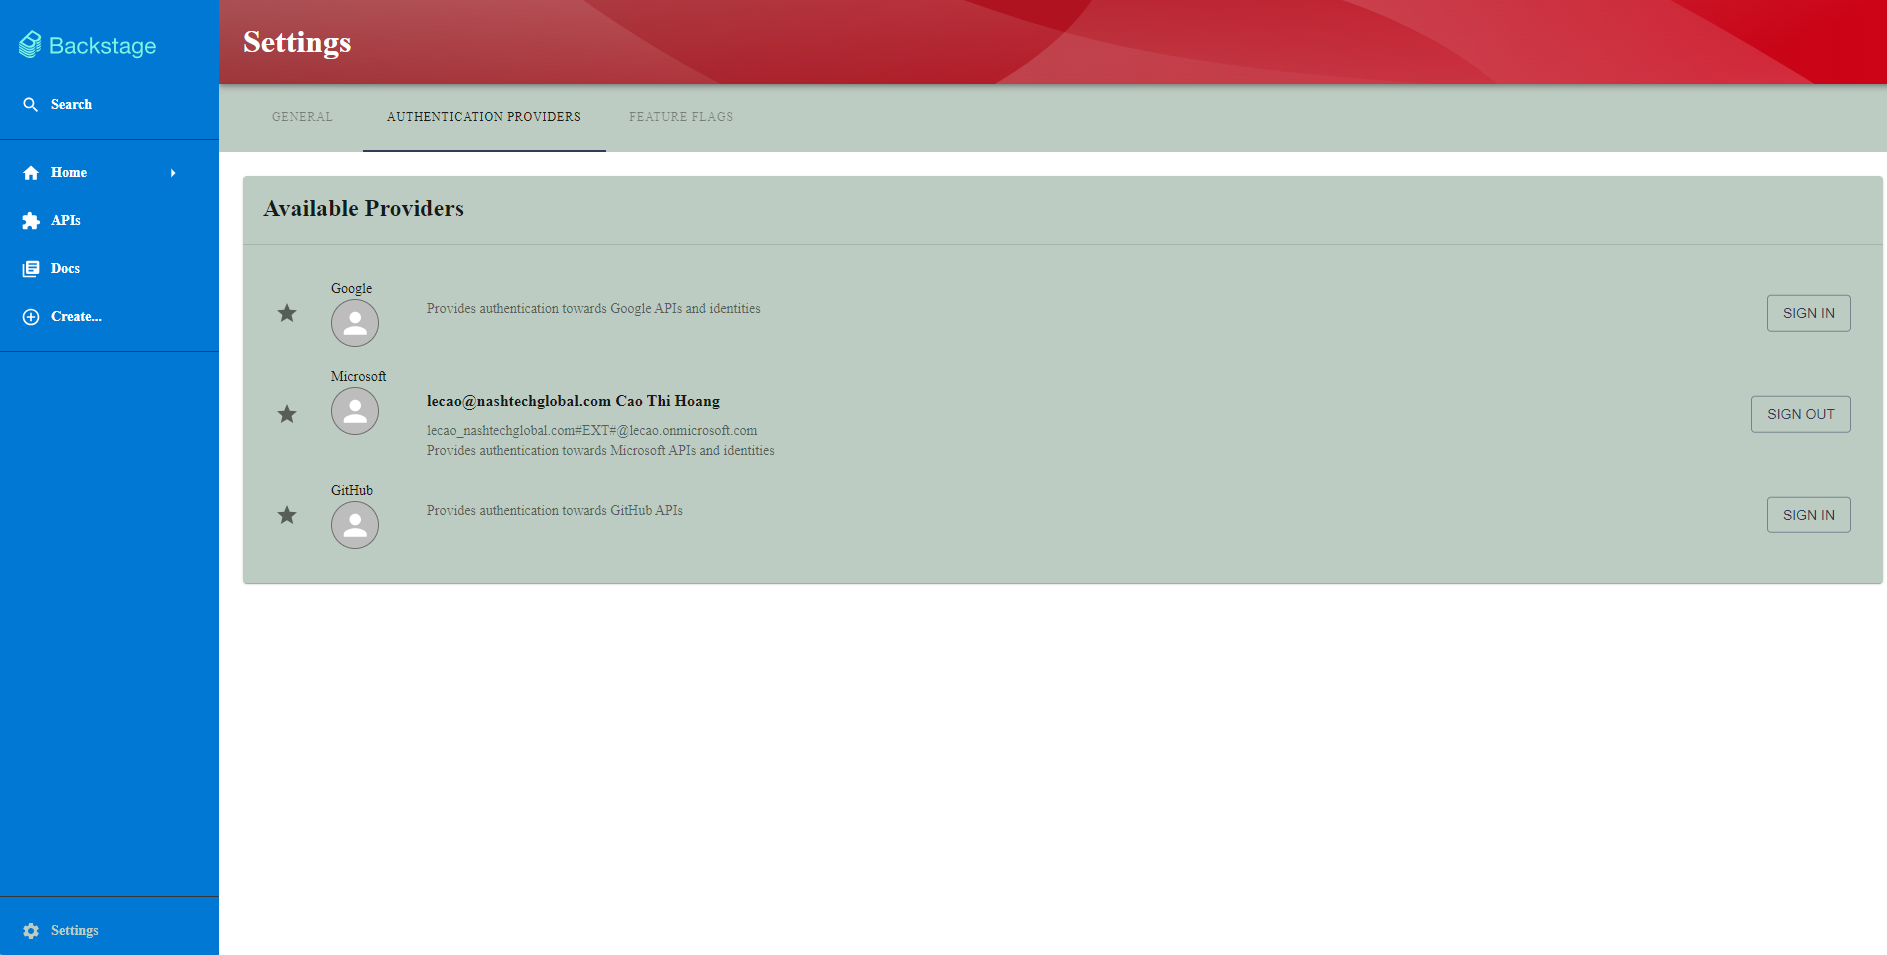 Backstage
Search
Home
APIs
Docs
Create...
Settings
Settings
GENERAL
AUTHENTICATION PROVIDERS
FEATURE FLAGS
Available Providers
Google
Provides authentication towards Google APIs and identities
SIGN IN
Microsoft
lecao@nashtechglobal.com Cao Thi Hoang
lecao_nashtechglobal.com#EXT#@lecao.onmicrosoft.com
Provides authentication towards Microsoft APIs and identities
SIGN OUT
GitHub
Provides authentication towards GitHub APIs
SIGN IN